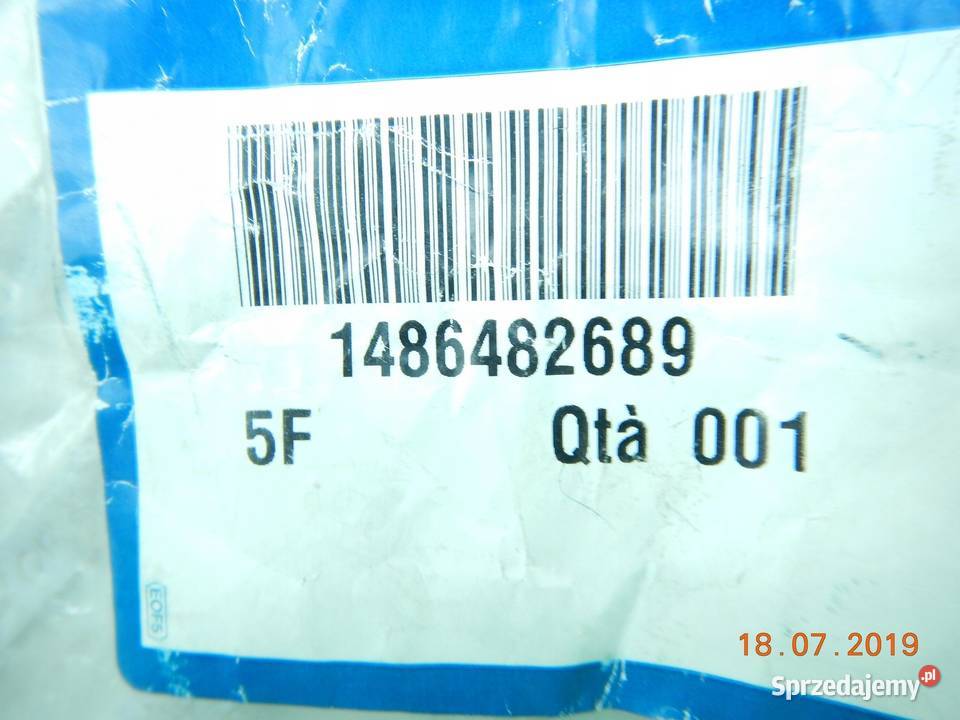 1486482689
5F Qtà 001
EOFS
18.07.2019
Sprzedajemy.pl